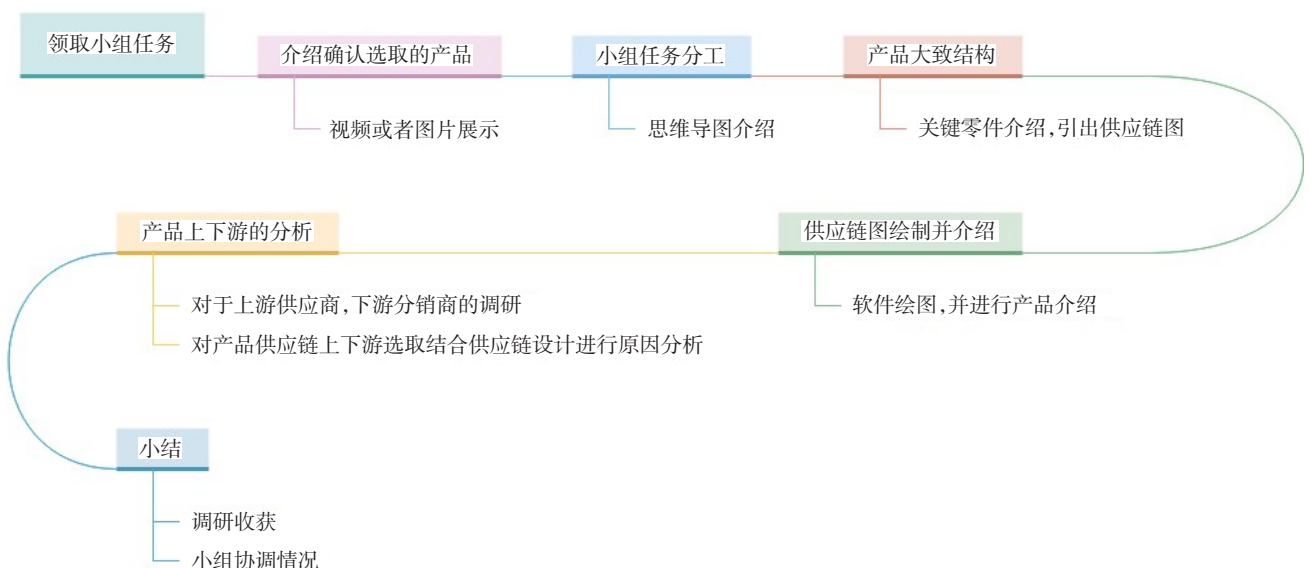 领取小组任务
介绍确认选取的产品
小组任务分工
产品大致结构
视频或者图片展示
思维导图介绍
关键零件介绍,引出供应链图
产品上下游的分析
供应链图绘制并介绍
对于上游供应商,下游分销商的调研
软件绘图,并进行产品介绍
对产品供应链上下游选取结合供应链设计进行原因分析
小结
调研收获
小组协调情况